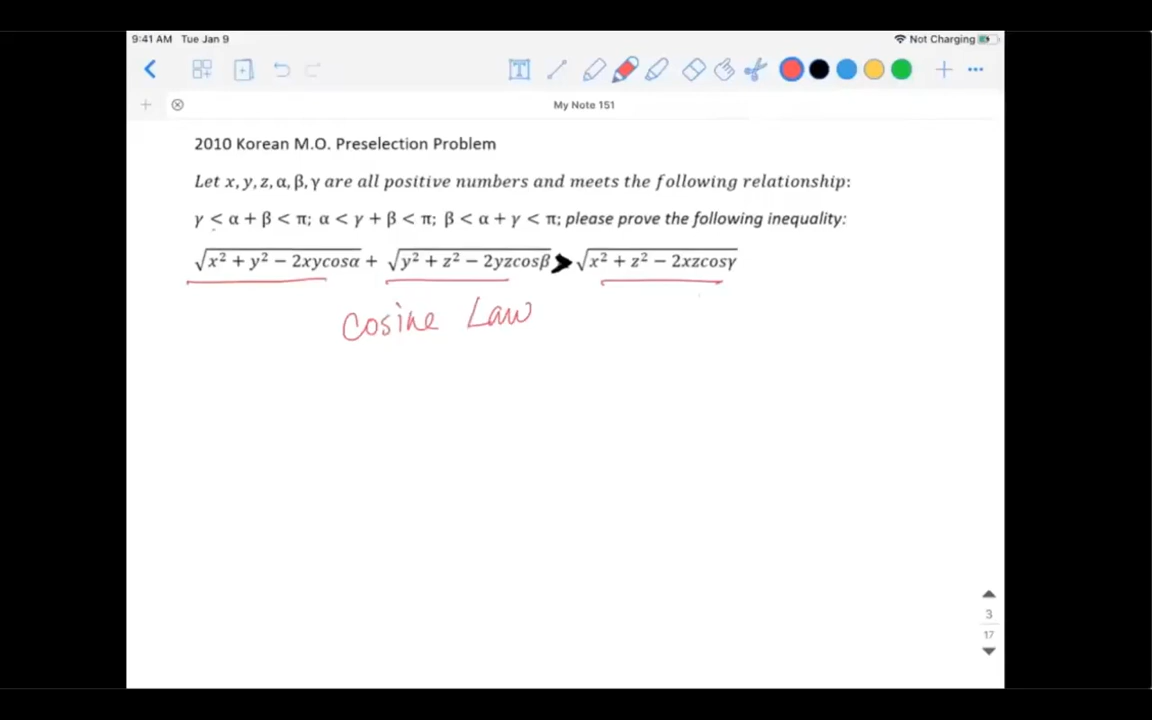 9:41 AM Tue Jan 9 Not Charging
My Note 151
2010 Korean M.O. Preselection Problem
Let x, y, z, α, β, γ are all positive numbers and meets the following relationship:
γ < α + β < π; α < γ + β < π; β < α + γ < π; please prove the following inequality:
√x² + y² − 2xycosα + √y² + z² − 2yzcosβ > √x² + z² − 2xzcosγ
Cosine Law
3
17